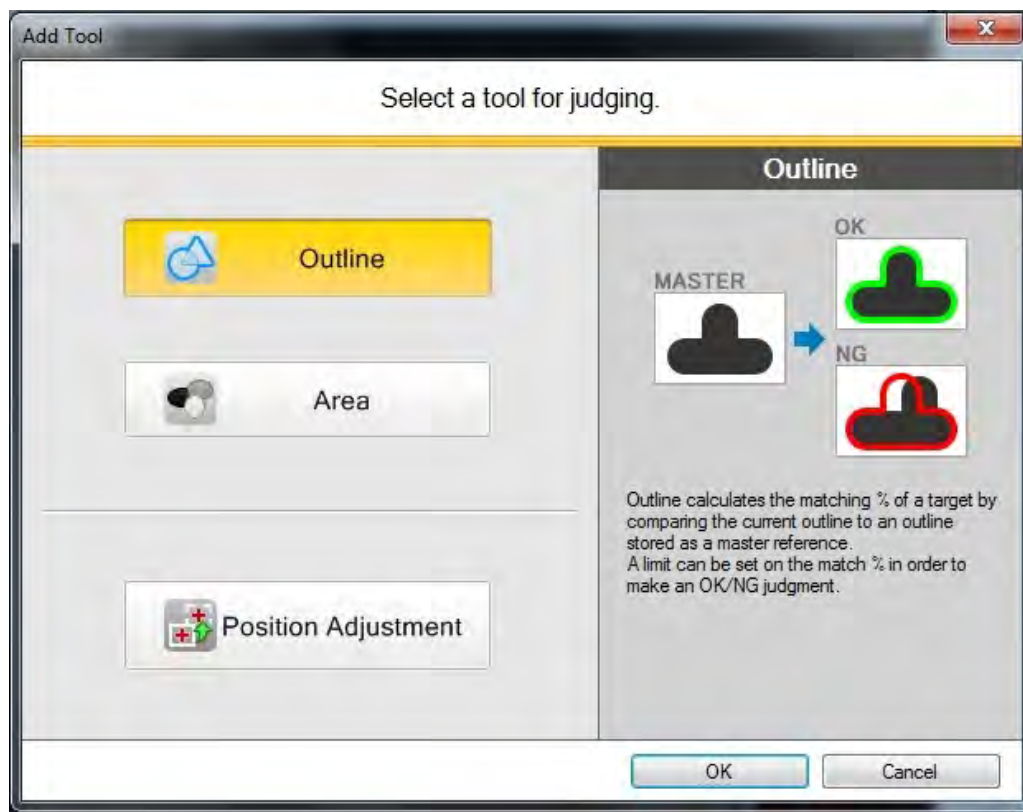 Add Tool
Select a tool for judging.
Outline
Area
Position Adjustment
Outline
MASTER
OK
NG
Outline calculates the matching % of a target by
comparing the current outline to an outline
stored as a master reference.
A limit can be set on the match % in order to
make an OK/NG judgment.
OK
Cancel